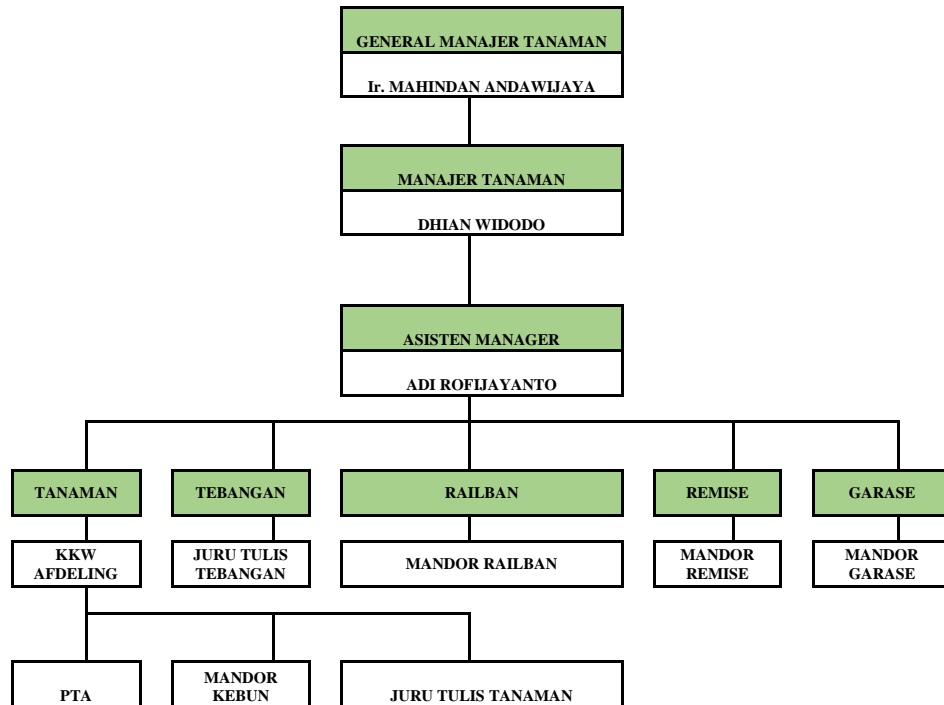 GENERAL MANAJER TANAMAN
Ir. MAHINDAN ANDAWIJAYA
MANAJER TANAMAN
DHIAN WIDODO
ASISTEN MANAGER
ADI ROFIJAYANTO
TANAMAN
TEBANGAN
RAILBAN
REMISE
GARASE
KKW
AFDELING
JURU TULIS
TEBANGAN
MANDOR RAILBAN
MANDOR
REMISE
MANDOR
GARASE
PTA
MANDOR
KEBUN
JURU TULIS TANAMAN